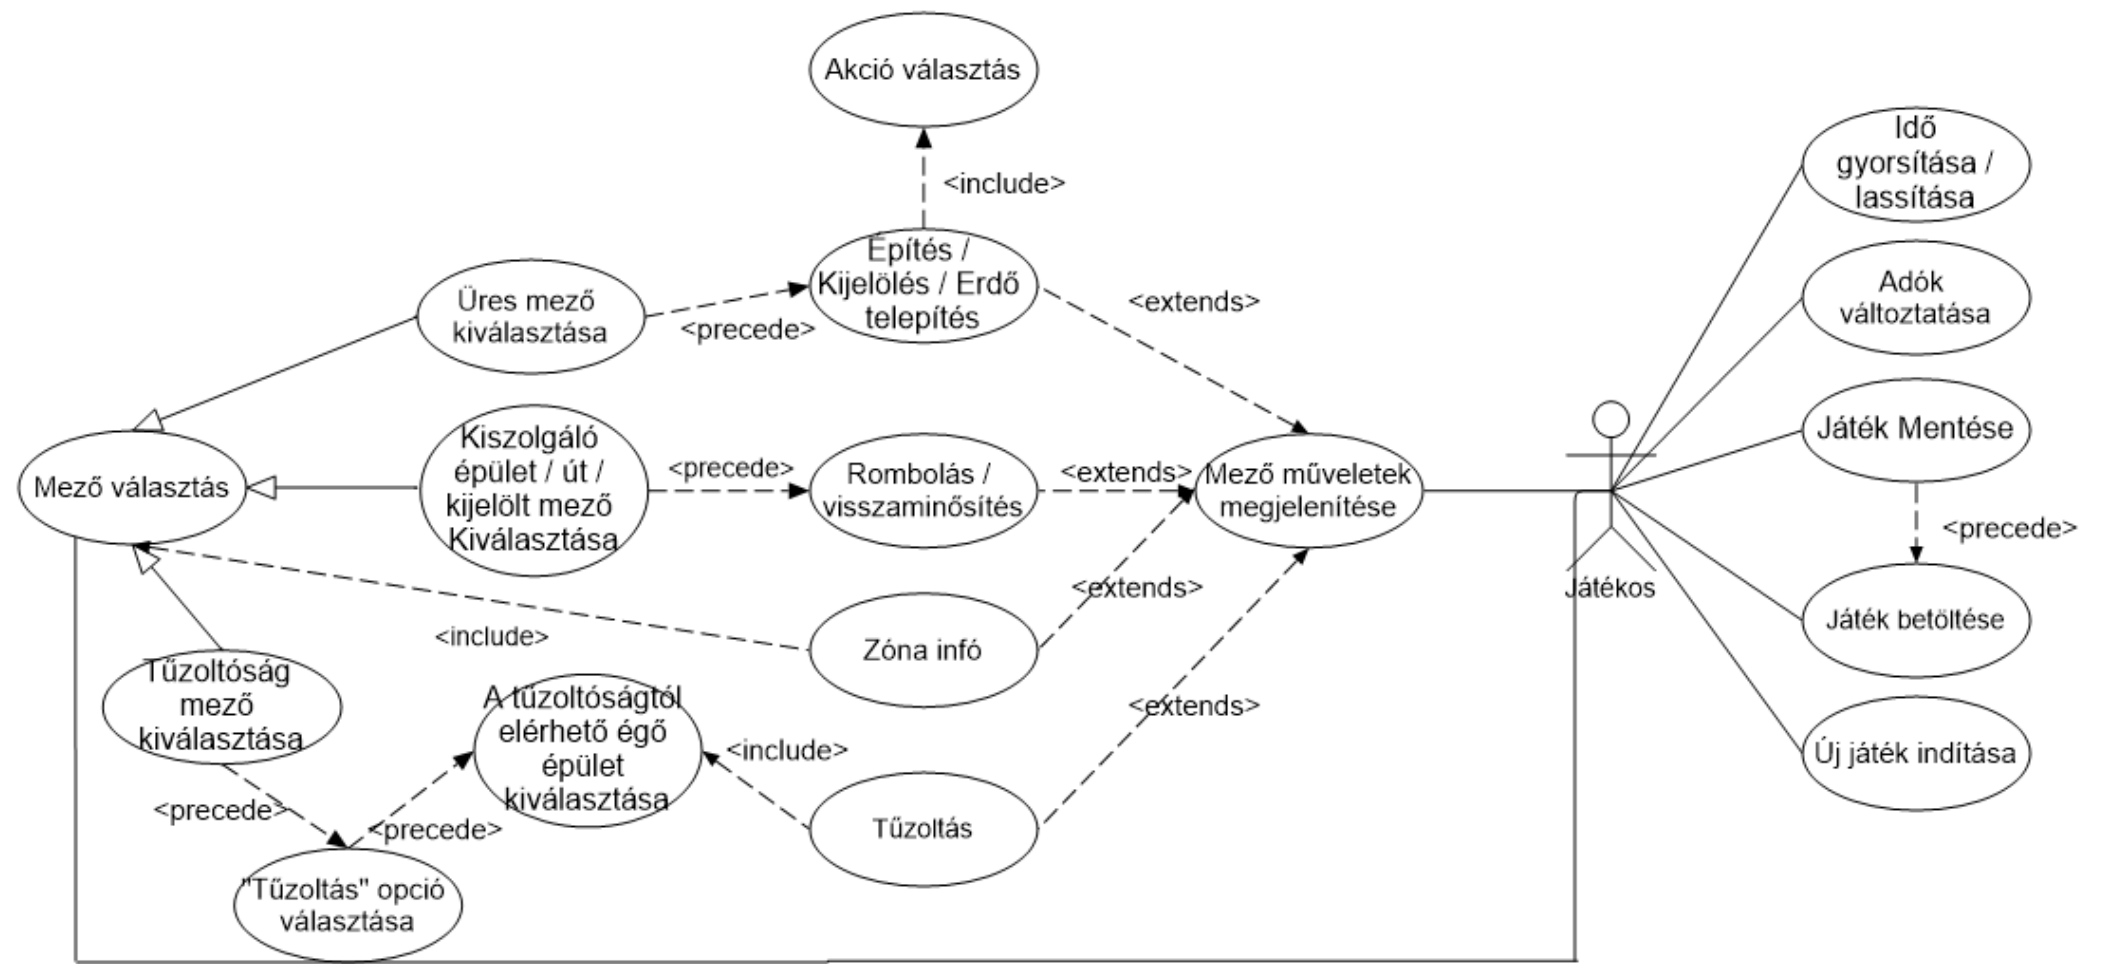 Akció választás
<include>
Építés /
Kijelölés / Erdő
telepítés
Üres mező
kiválasztása
<precede>
<extends>
Mező választás
Kiszolgáló
épület / út /
kijelölt mező
Kiválasztása
<precede>
Rombolás /
visszaminősítés
<extends>
Mező műveletek
megjelenítése
<include>
Zóna infó
<extends>
Tűzoltóság
mező
kiválasztása
<precede>
"Tűzoltás" opció
választása
<precede>
A tűzoltóságtól
elérhető égő
épület
kiválasztása
<include>
Tűzoltás
<extends>
Játékos
Idő
gyorsítása /
lassítása
Adók
változtatása
Játék Mentése
<precede>
Játék betöltése
Új játék indítása